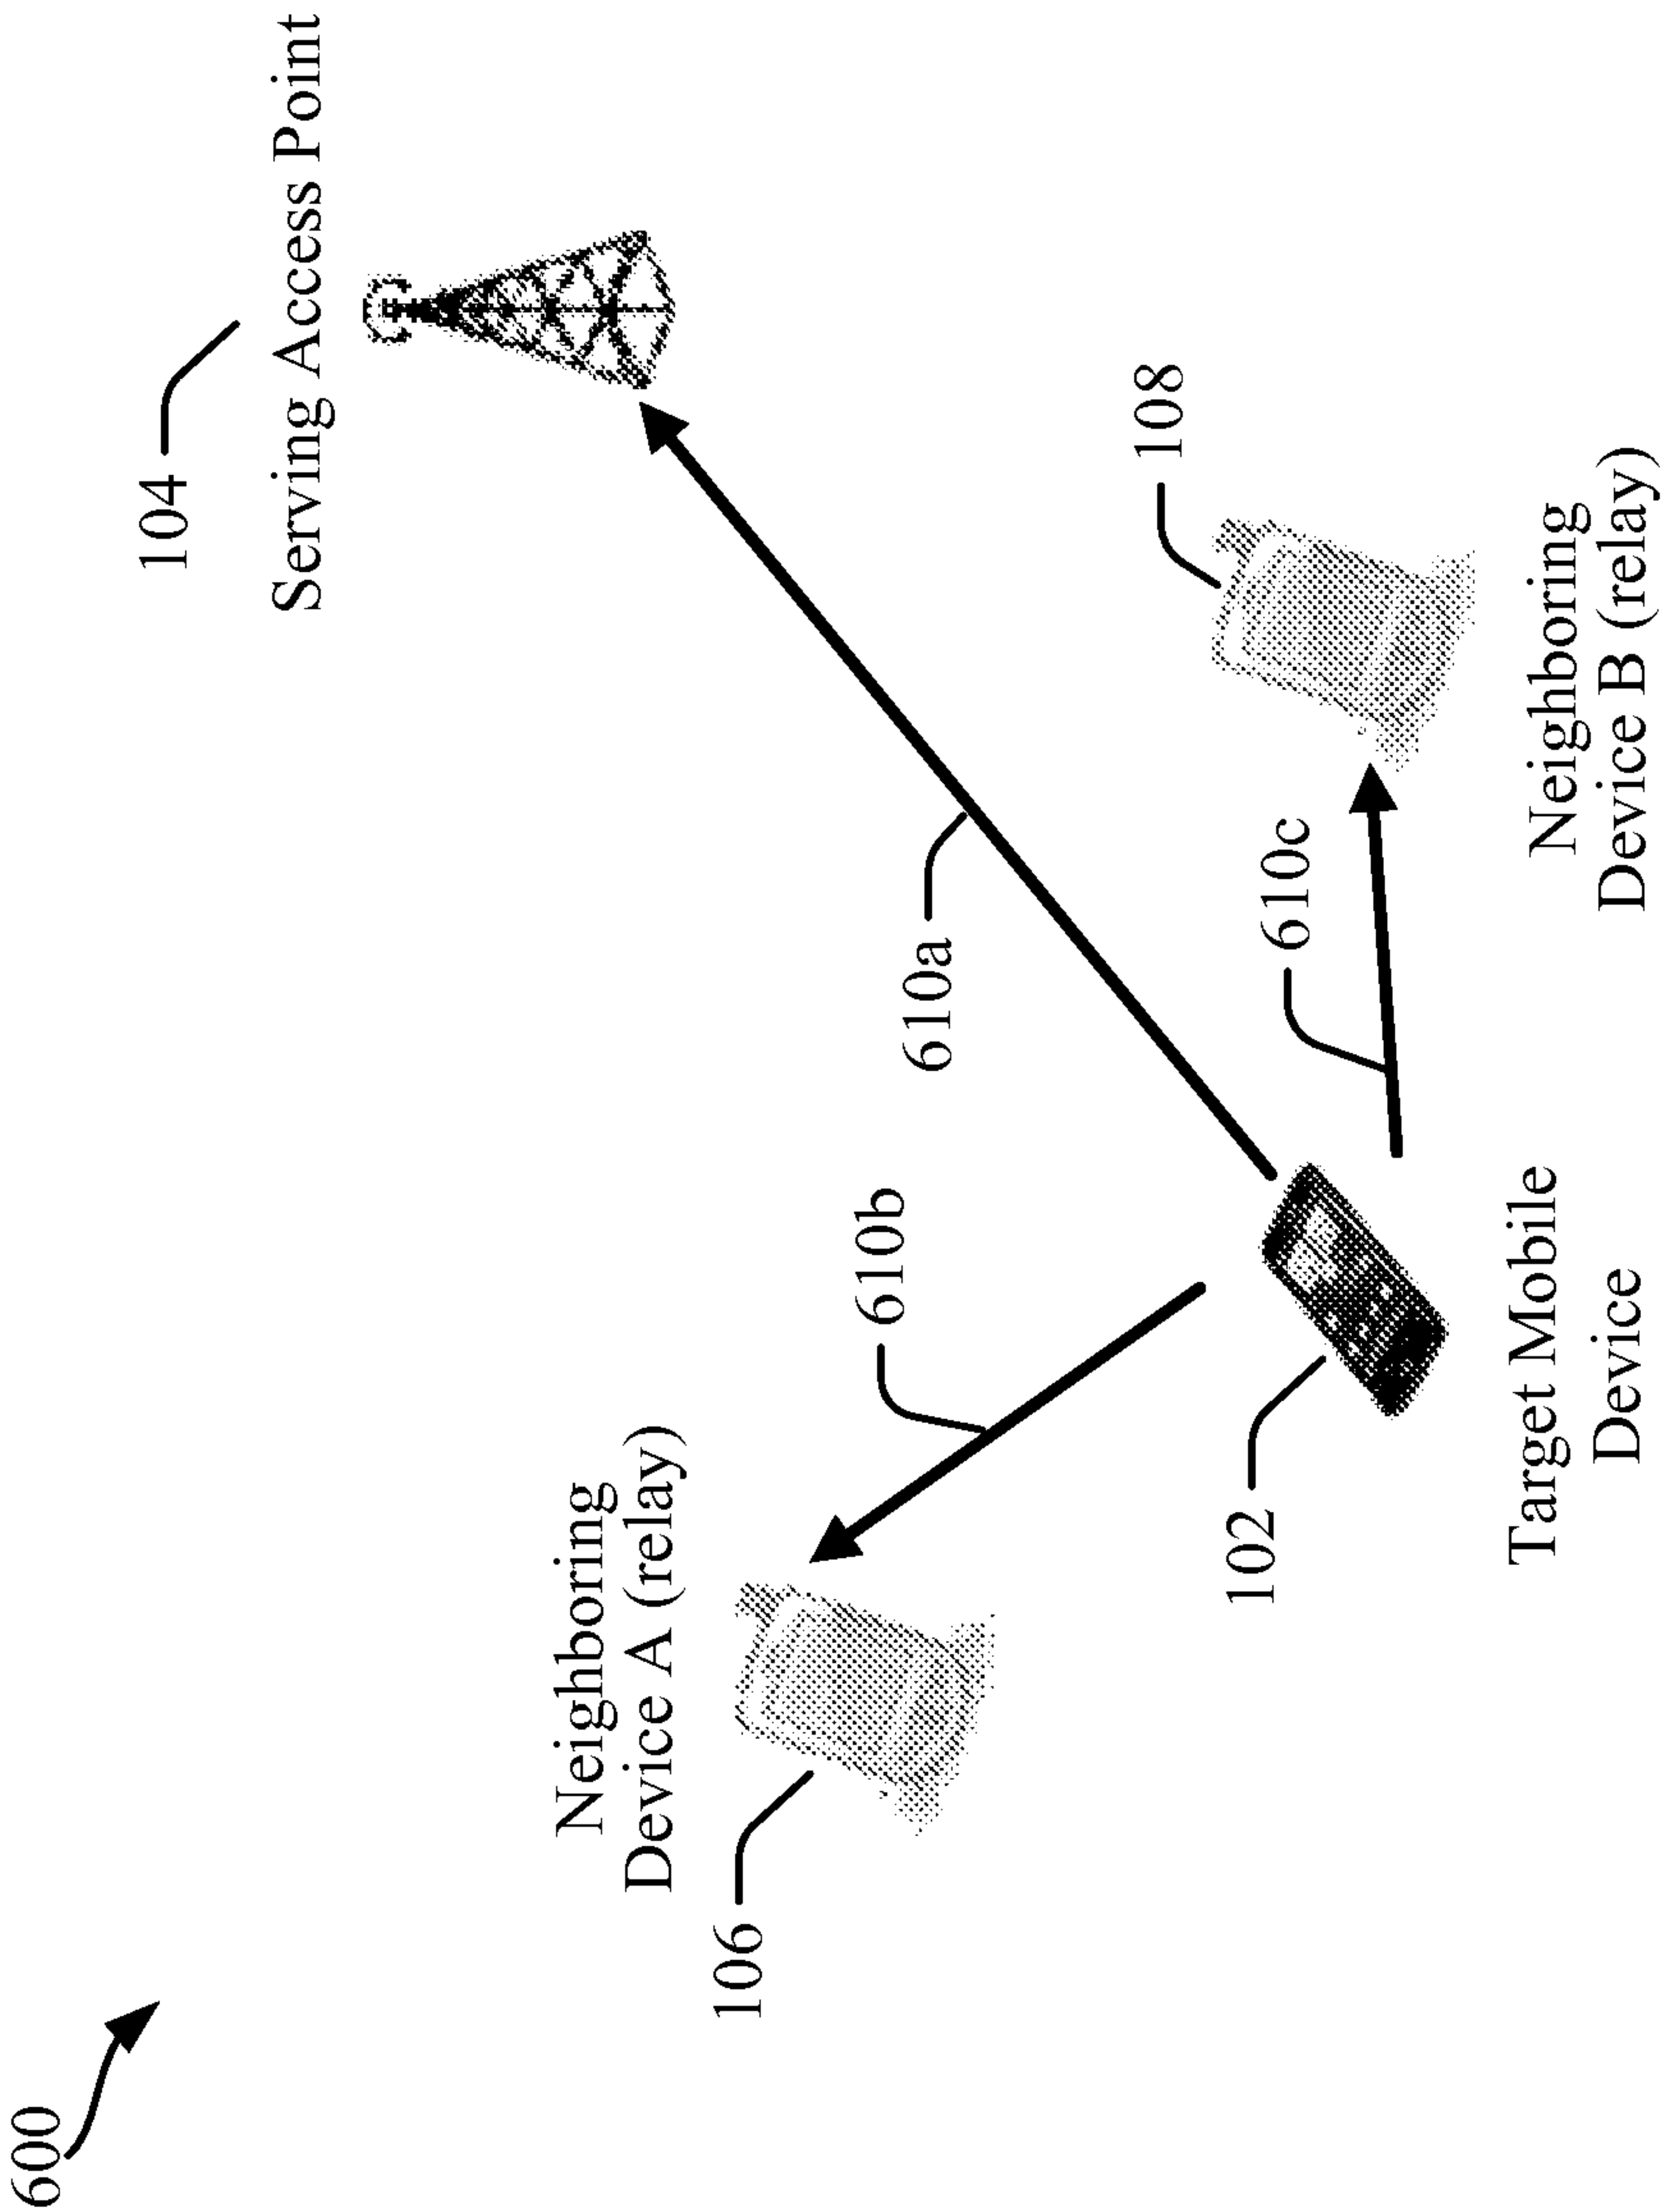 600
104
Serving Access Point
Neighboring
Device A (relay)
106
610b
610a
108
610c
102
Target Mobile
Device
Neighboring
Device B (relay)